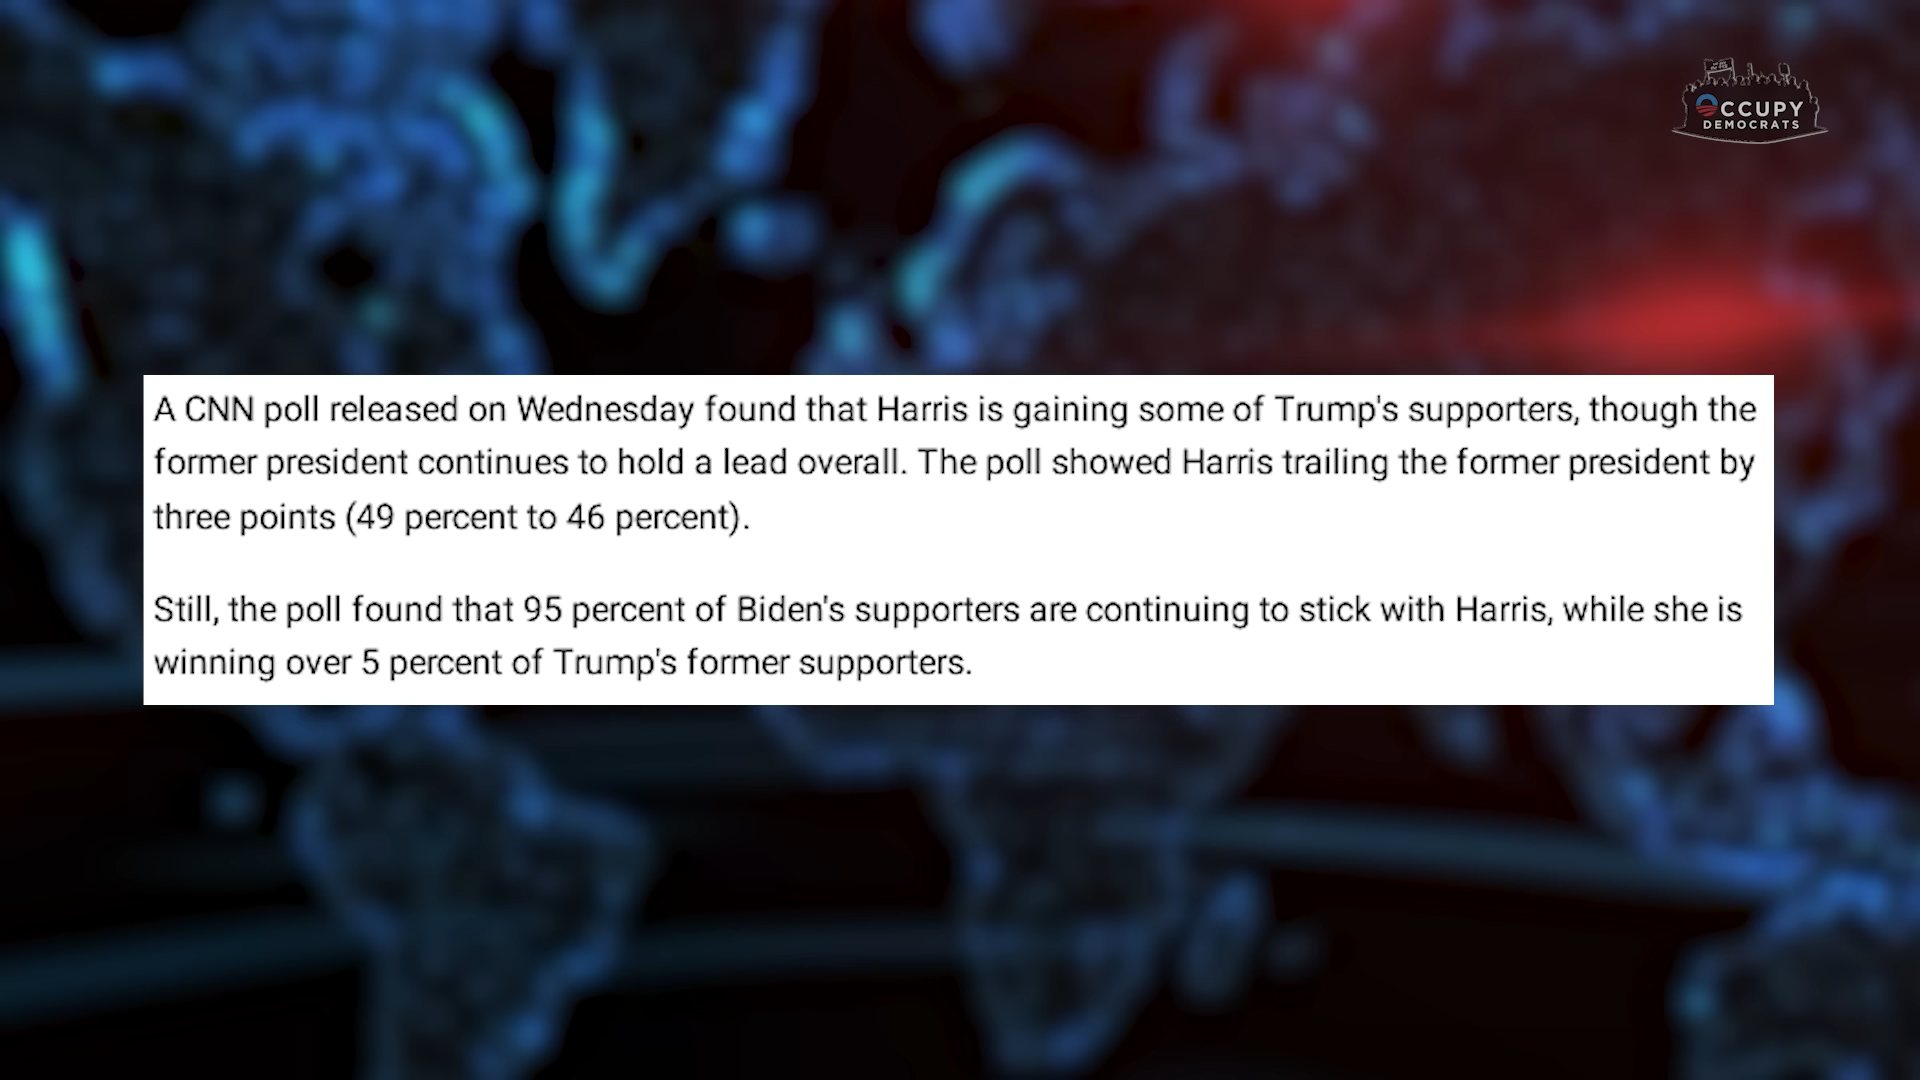 OCCUPY
DEMOCRATS
A CNN poll released on Wednesday found that Harris is gaining some of Trump's supporters, though the
former president continues to hold a lead overall. The poll showed Harris trailing the former president by
three points (49 percent to 46 percent).
Still, the poll found that 95 percent of Biden's supporters are continuing to stick with Harris, while she is
winning over 5 percent of Trump's former supporters.